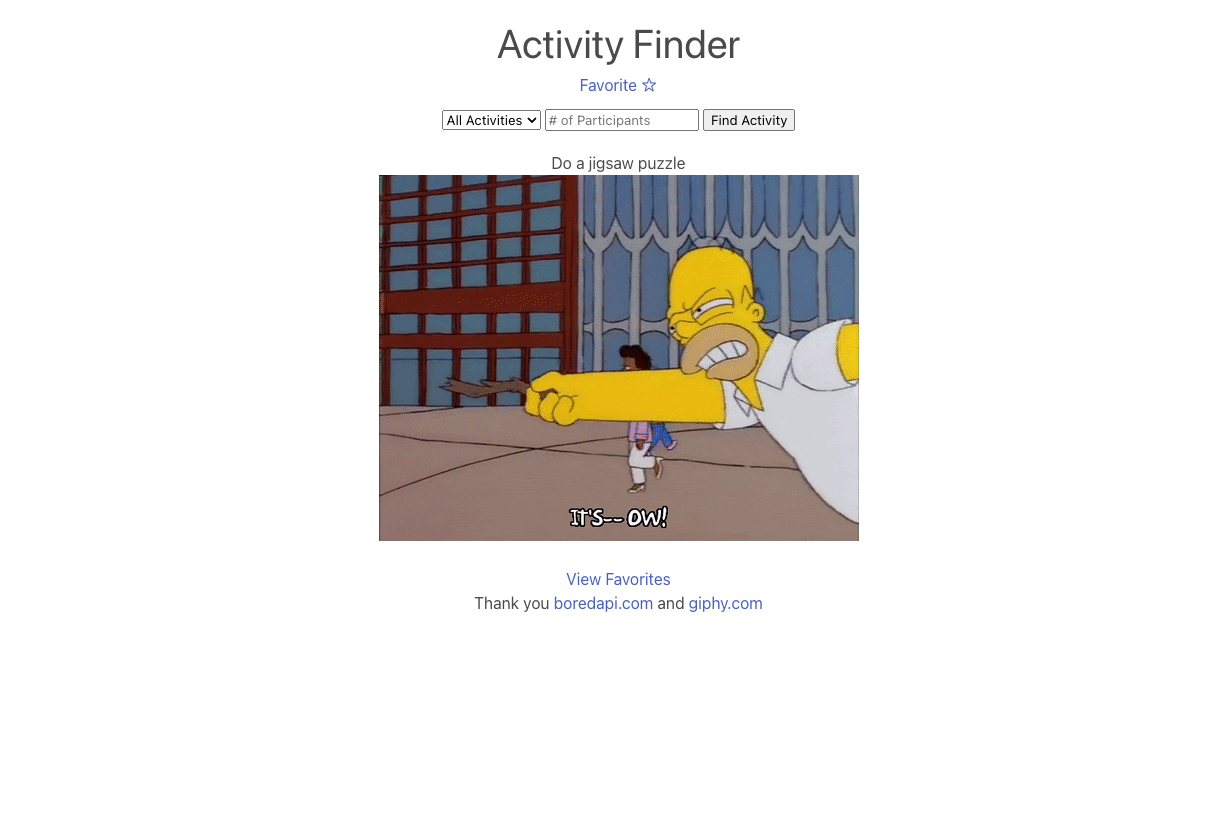 Activity Finder
Favorite ☆
All Activities # of Participants Find Activity
Do a jigsaw puzzle
IT'S-- OW!
View Favorites
Thank you boredapi.com and giphy.com